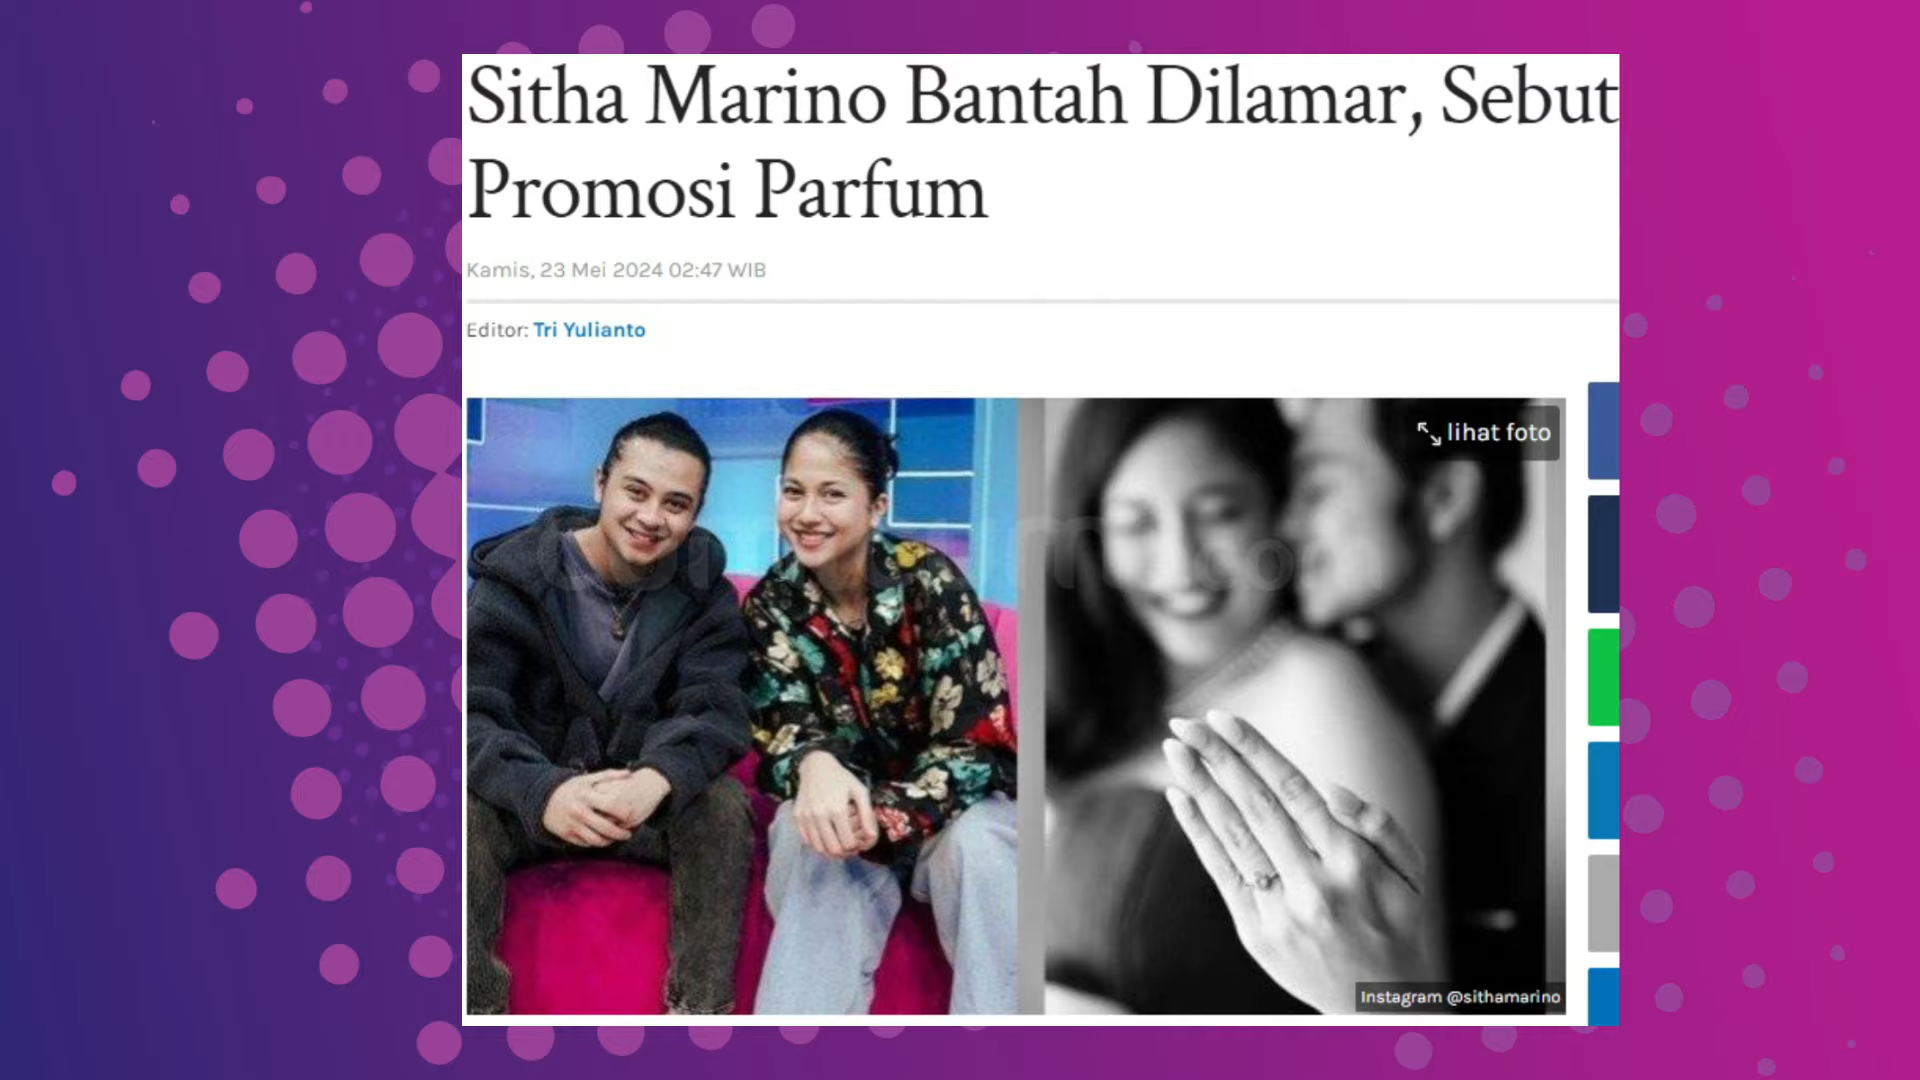 Sitha Marino Bantah Dilamar, Sebut
Promosi Parfum
Kamis, 23 Mei 2024 02:47 WIB
Editor: Tri Yulianto
lihat foto
Instagram @sithamarino